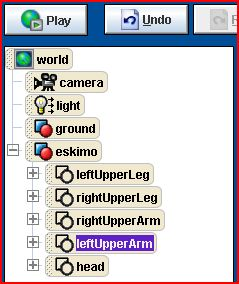 Play Undo
world
camera
light
ground
eskimo
leftUpperLeg
rightUpperLeg
rightUpperArm
leftUpperArm
head